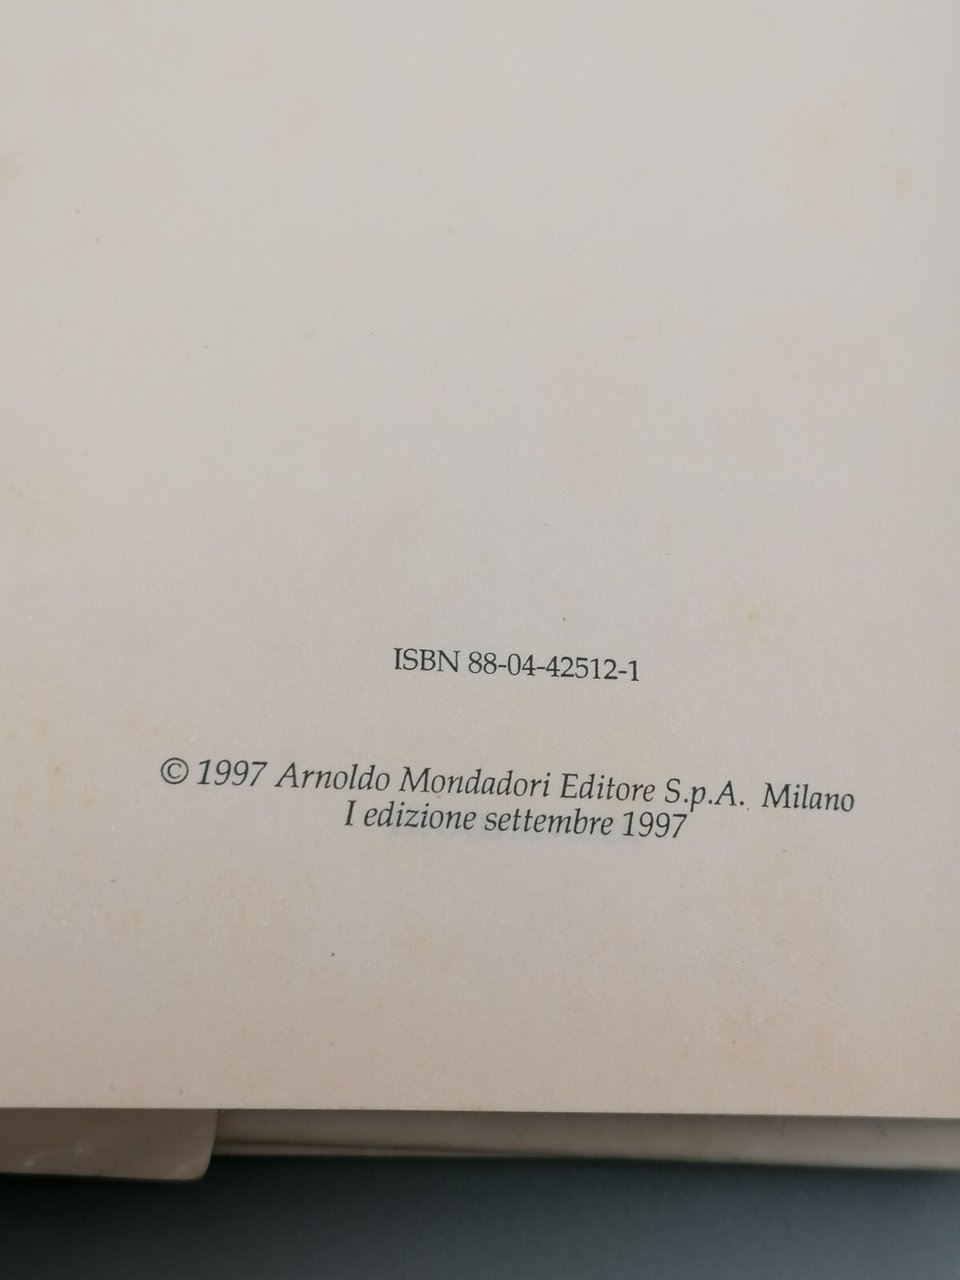 ISBN 88-04-42512-1
© 1997 Arnoldo Mondadori Editore S.p.A., Milano
I edizione settembre 1997